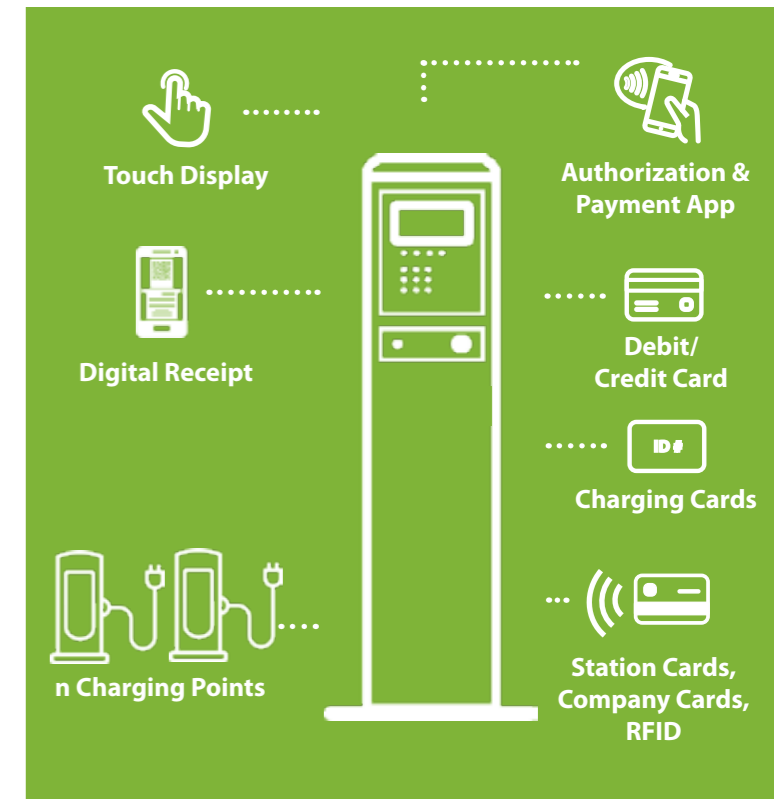 Touch Display
Authorization &
Payment App
Digital Receipt
Debit/
Credit Card
ID#
Charging Cards
n Charging Points
Station Cards,
Company Cards,
RFID